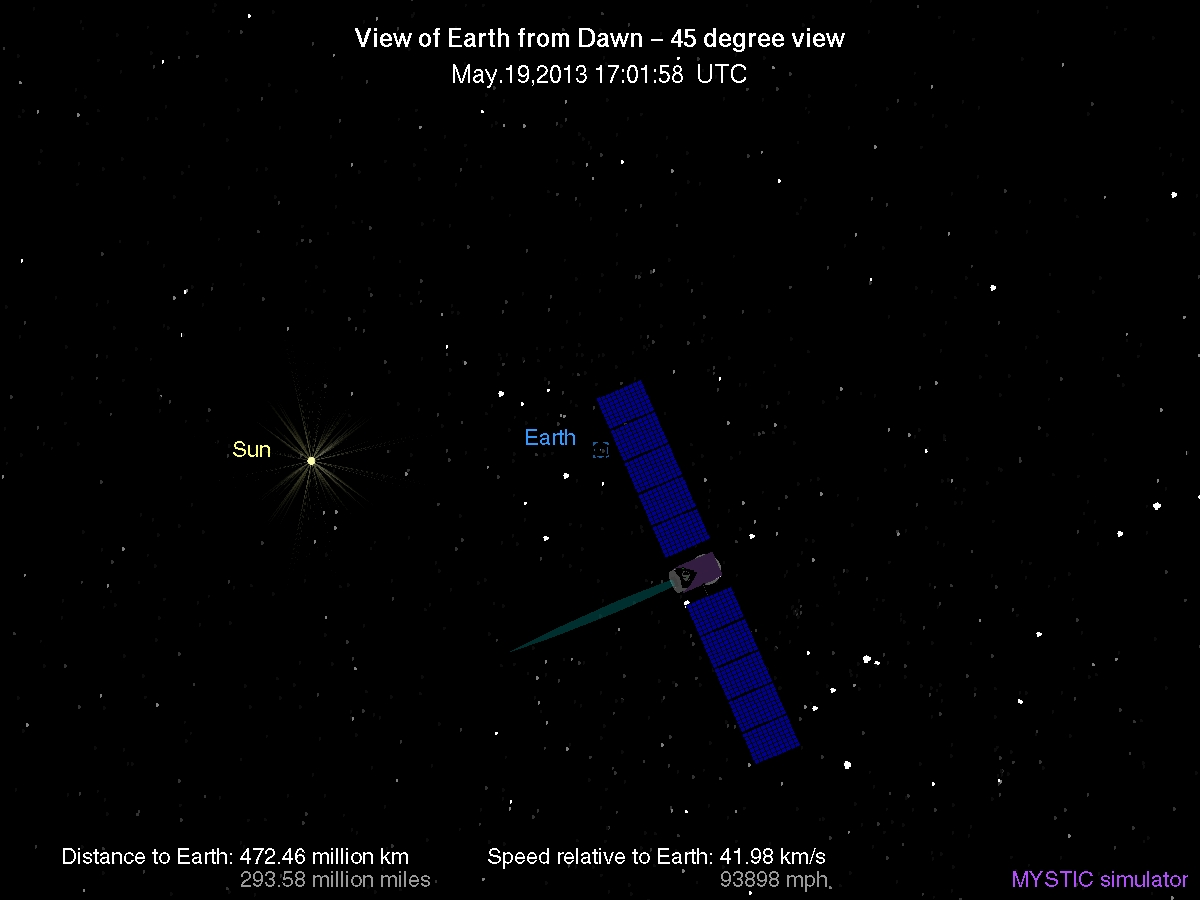 View of Earth from Dawn – 45 degree view
May.19,2013 17:01:58 UTC
Sun
Earth
Distance to Earth: 472.46 million km
293.58 million miles
Speed relative to Earth: 41.98 km/s
93898 mph
MYSTIC simulator